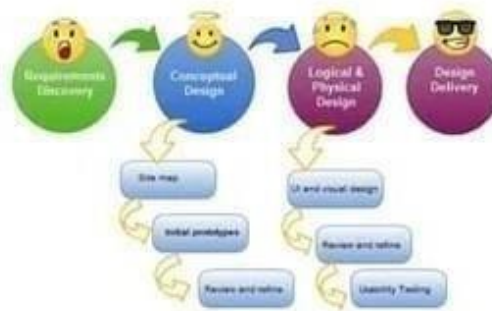 Requirements
Discovery
Conceptual
Design
Logical &
Physical
Design
Design
Delivery
Site map
Initial prototypes
Review and refine
UI and visual design
Review and refine
Usability Testing